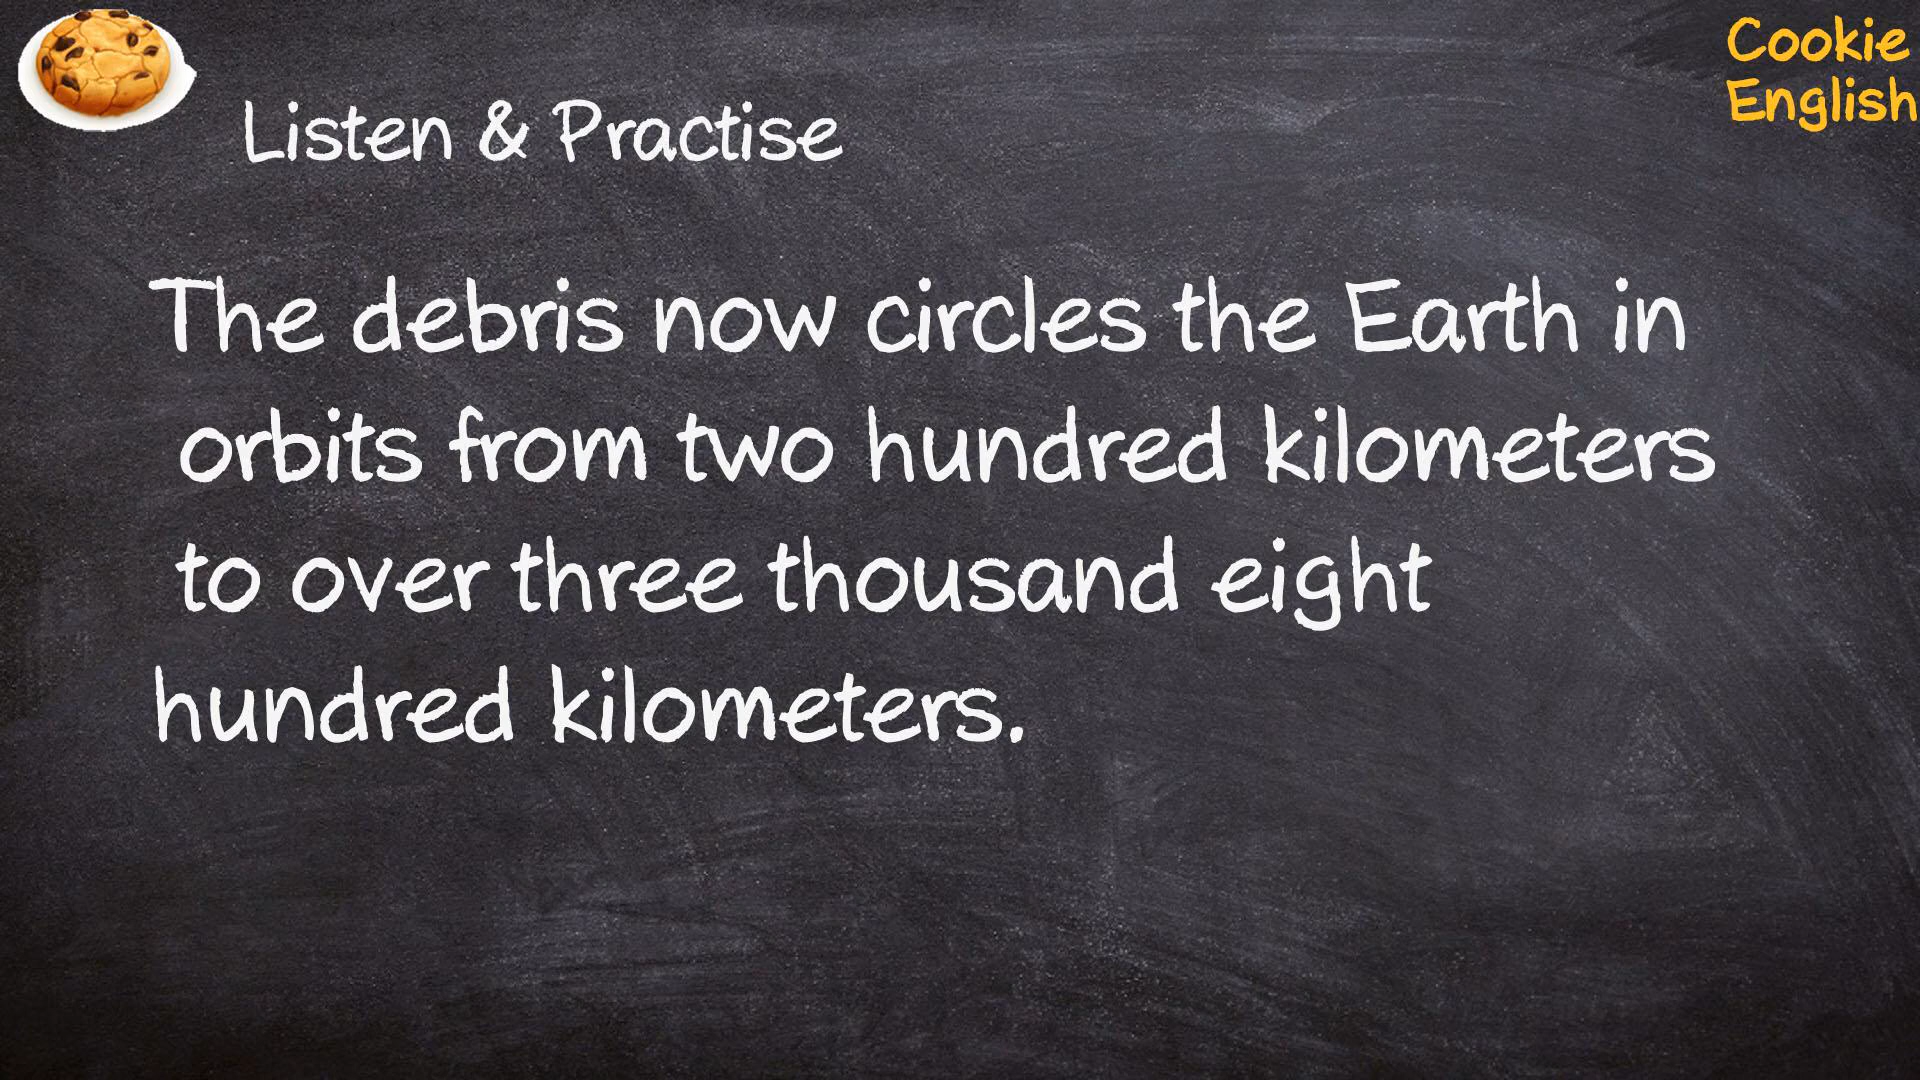 Cookie
English
Listen & Practise
The debris now circles the Earth in
orbits from two hundred kilometers
to over three thousand eight
hundred kilometers.